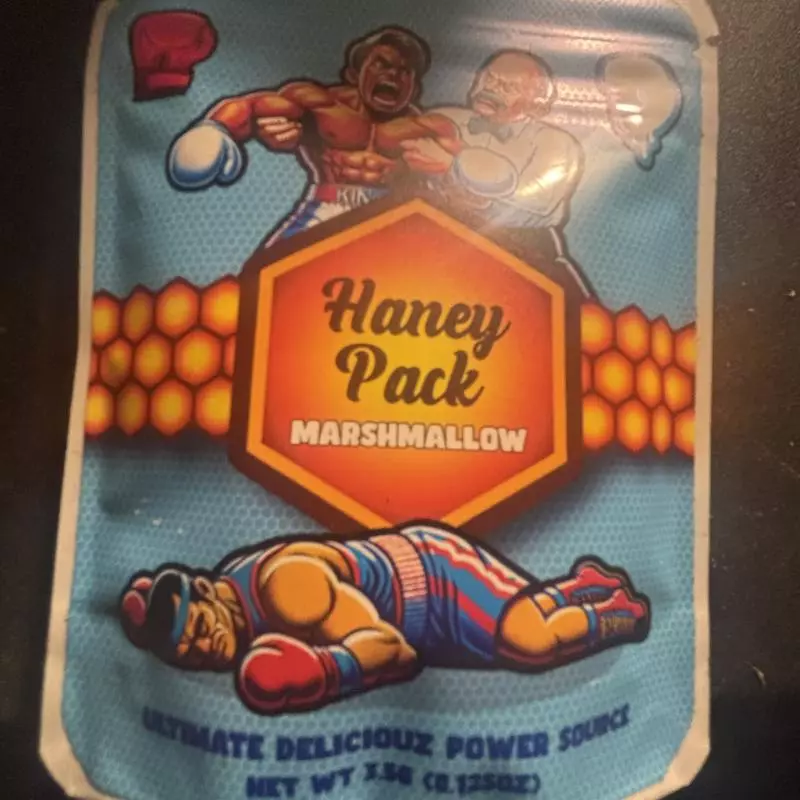 Haney
Pack
MARSHMALLOW
ULTIMATE DELICIOUZ POWER SOURCE
NET WT 3.5G (0.125OZ)